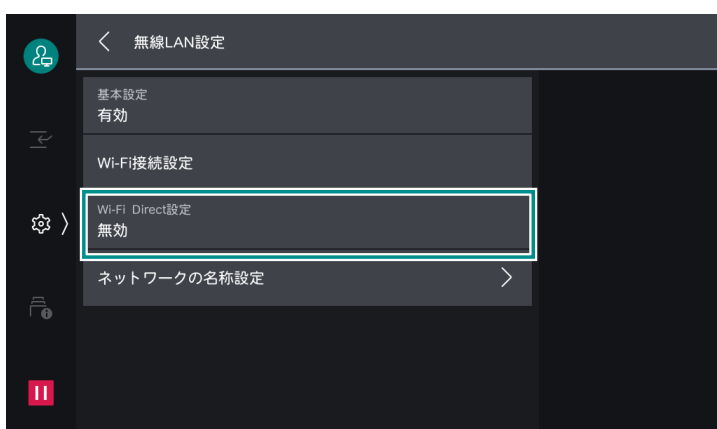 無線LAN設定
基本設定
有効
Wi-Fi接続設定
Wi-Fi Direct設定
無効
ネットワークの名称設定